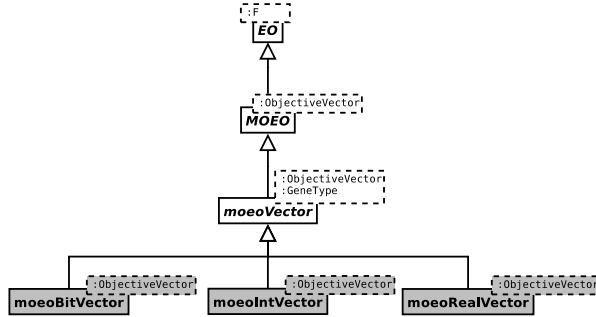 :F
EO
:ObjectiveVector
MOEO
:ObjectiveVector
:GeneType
moeoVector
:ObjectiveVector
:ObjectiveVector
:ObjectiveVector
moeoBitVector
moeoIntVector
moeoRealVector